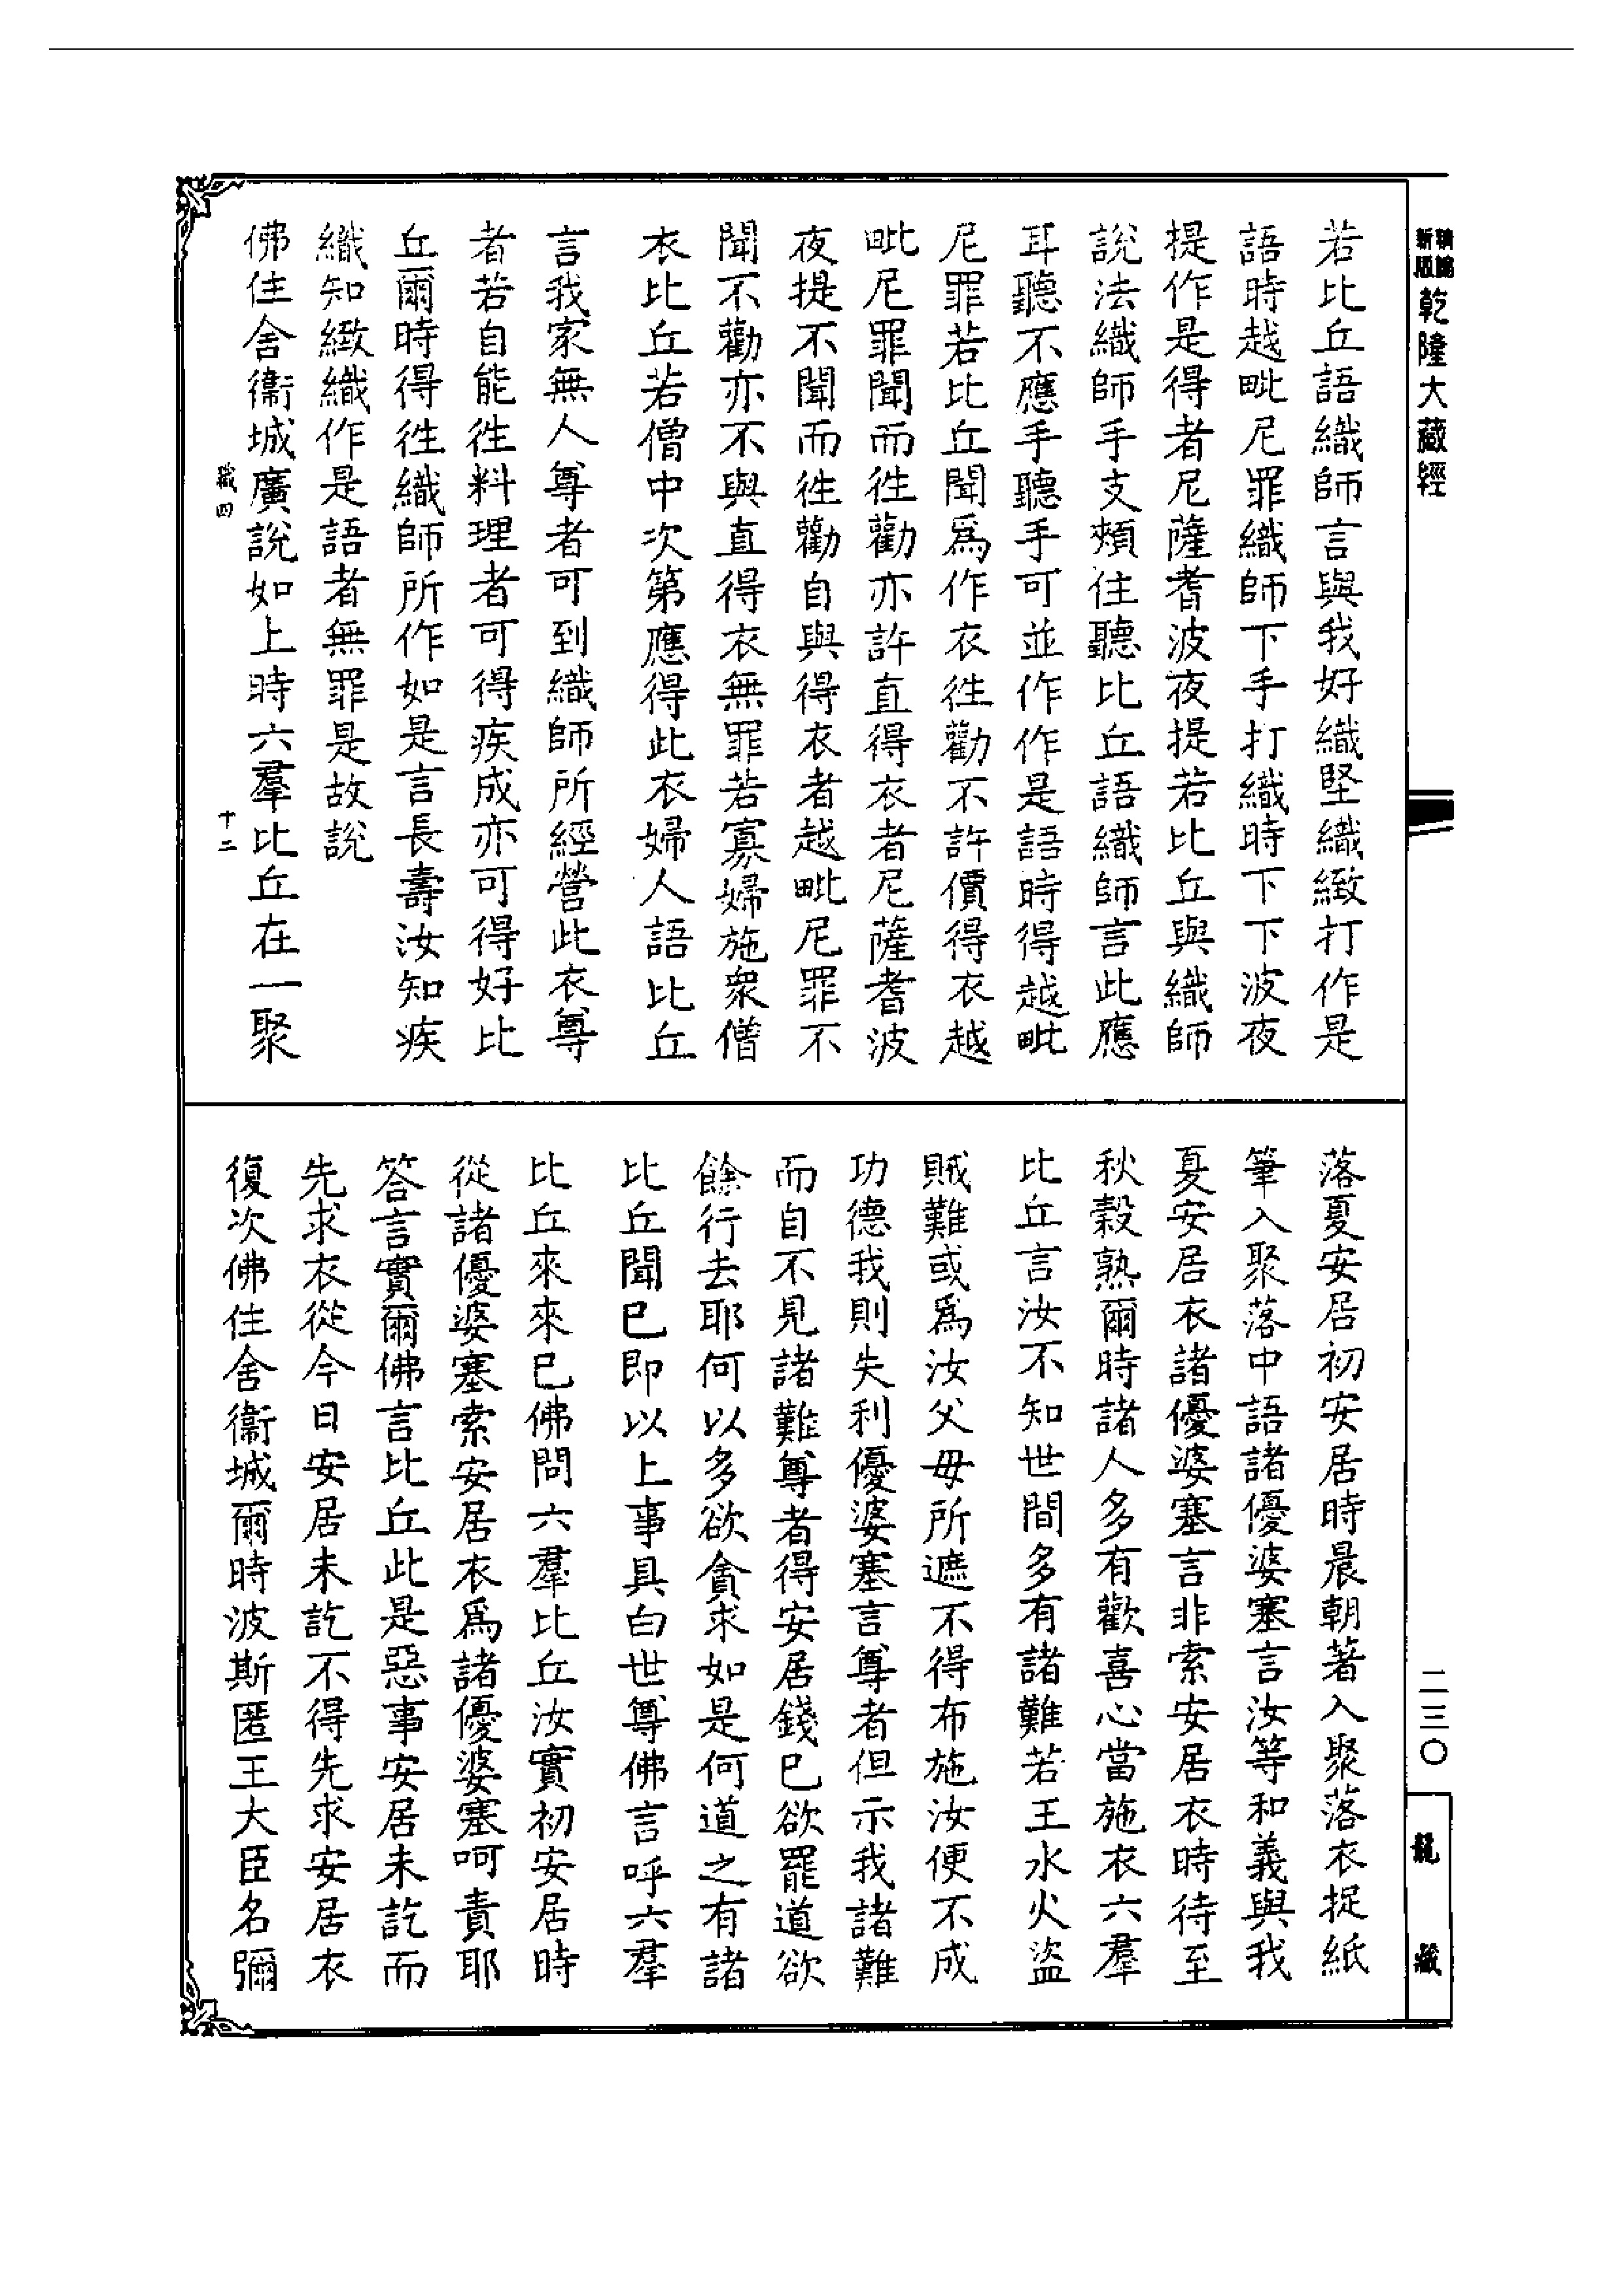 新版
精縮
乾隆大藏經
二三〇
龍
藏
若比丘語織師言與我好織堅織緻打作是
語時越毗尼罪織師下手打織時下下波夜
提作是得者尼薩耆波夜提若比丘與織師
說法織師手支頰住聽比丘語織師言此應
耳聽不應手聽手可並作作是語時得越毗
尼罪若比丘聞爲作衣徃勸不許價得衣越
毗尼罪聞而徃勸亦許直得衣者尼薩耆波
夜提不聞而徃勸自與得衣者越毗尼罪不
聞不勸亦不與直得衣無罪若寡婦施衆僧
衣比丘若僧中次第應得此衣婦人語比丘
言我家無人尊者可到織師所經營此衣尊
者若自能徃料理者可得疾成亦可得好比
丘爾時得徃織師所作如是言長壽汝知疾
織知緻織作是語者無罪是故說
佛住舍衞城廣說如上時六羣比丘在一聚
職四
十二
落夏安居初安居時晨朝著入聚落衣捉紙
筆入聚落中語諸優婆塞言汝等和義與我
夏安居衣諸優婆塞言非索安居衣時待至
秋穀熟爾時諸人多有歡喜心當施衣六羣
比丘言汝不知世間多有諸難若王水火盜
賊難或爲汝父母所遮不得布施汝便不成
功德我則失利優婆塞言尊者但示我諸難
而自不見諸難尊者得安居錢巳欲罷道欲
餘行去耶何以多欲貪求如是何道之有諸
比丘聞巳即以上事具白世尊佛言呼六羣
比丘來來巳佛問六羣比丘汝實初安居時
從諸優婆塞索安居衣爲諸優婆塞呵責耶
答言實爾佛言比丘此是惡事安居未訖而
先求衣從今日安居未訖不得先求安居衣
復次佛住舍衞城爾時波斯匿王大臣名彌